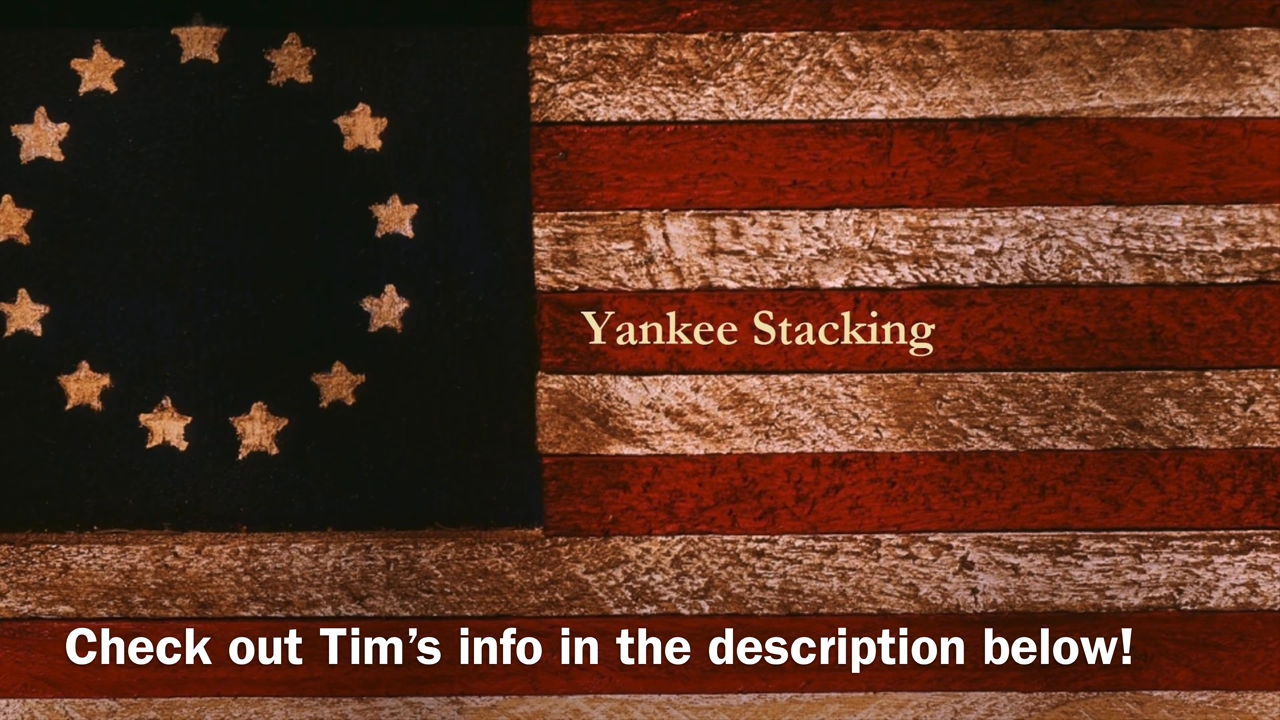 Yankee Stacking
Check out Tim’s info in the description below!